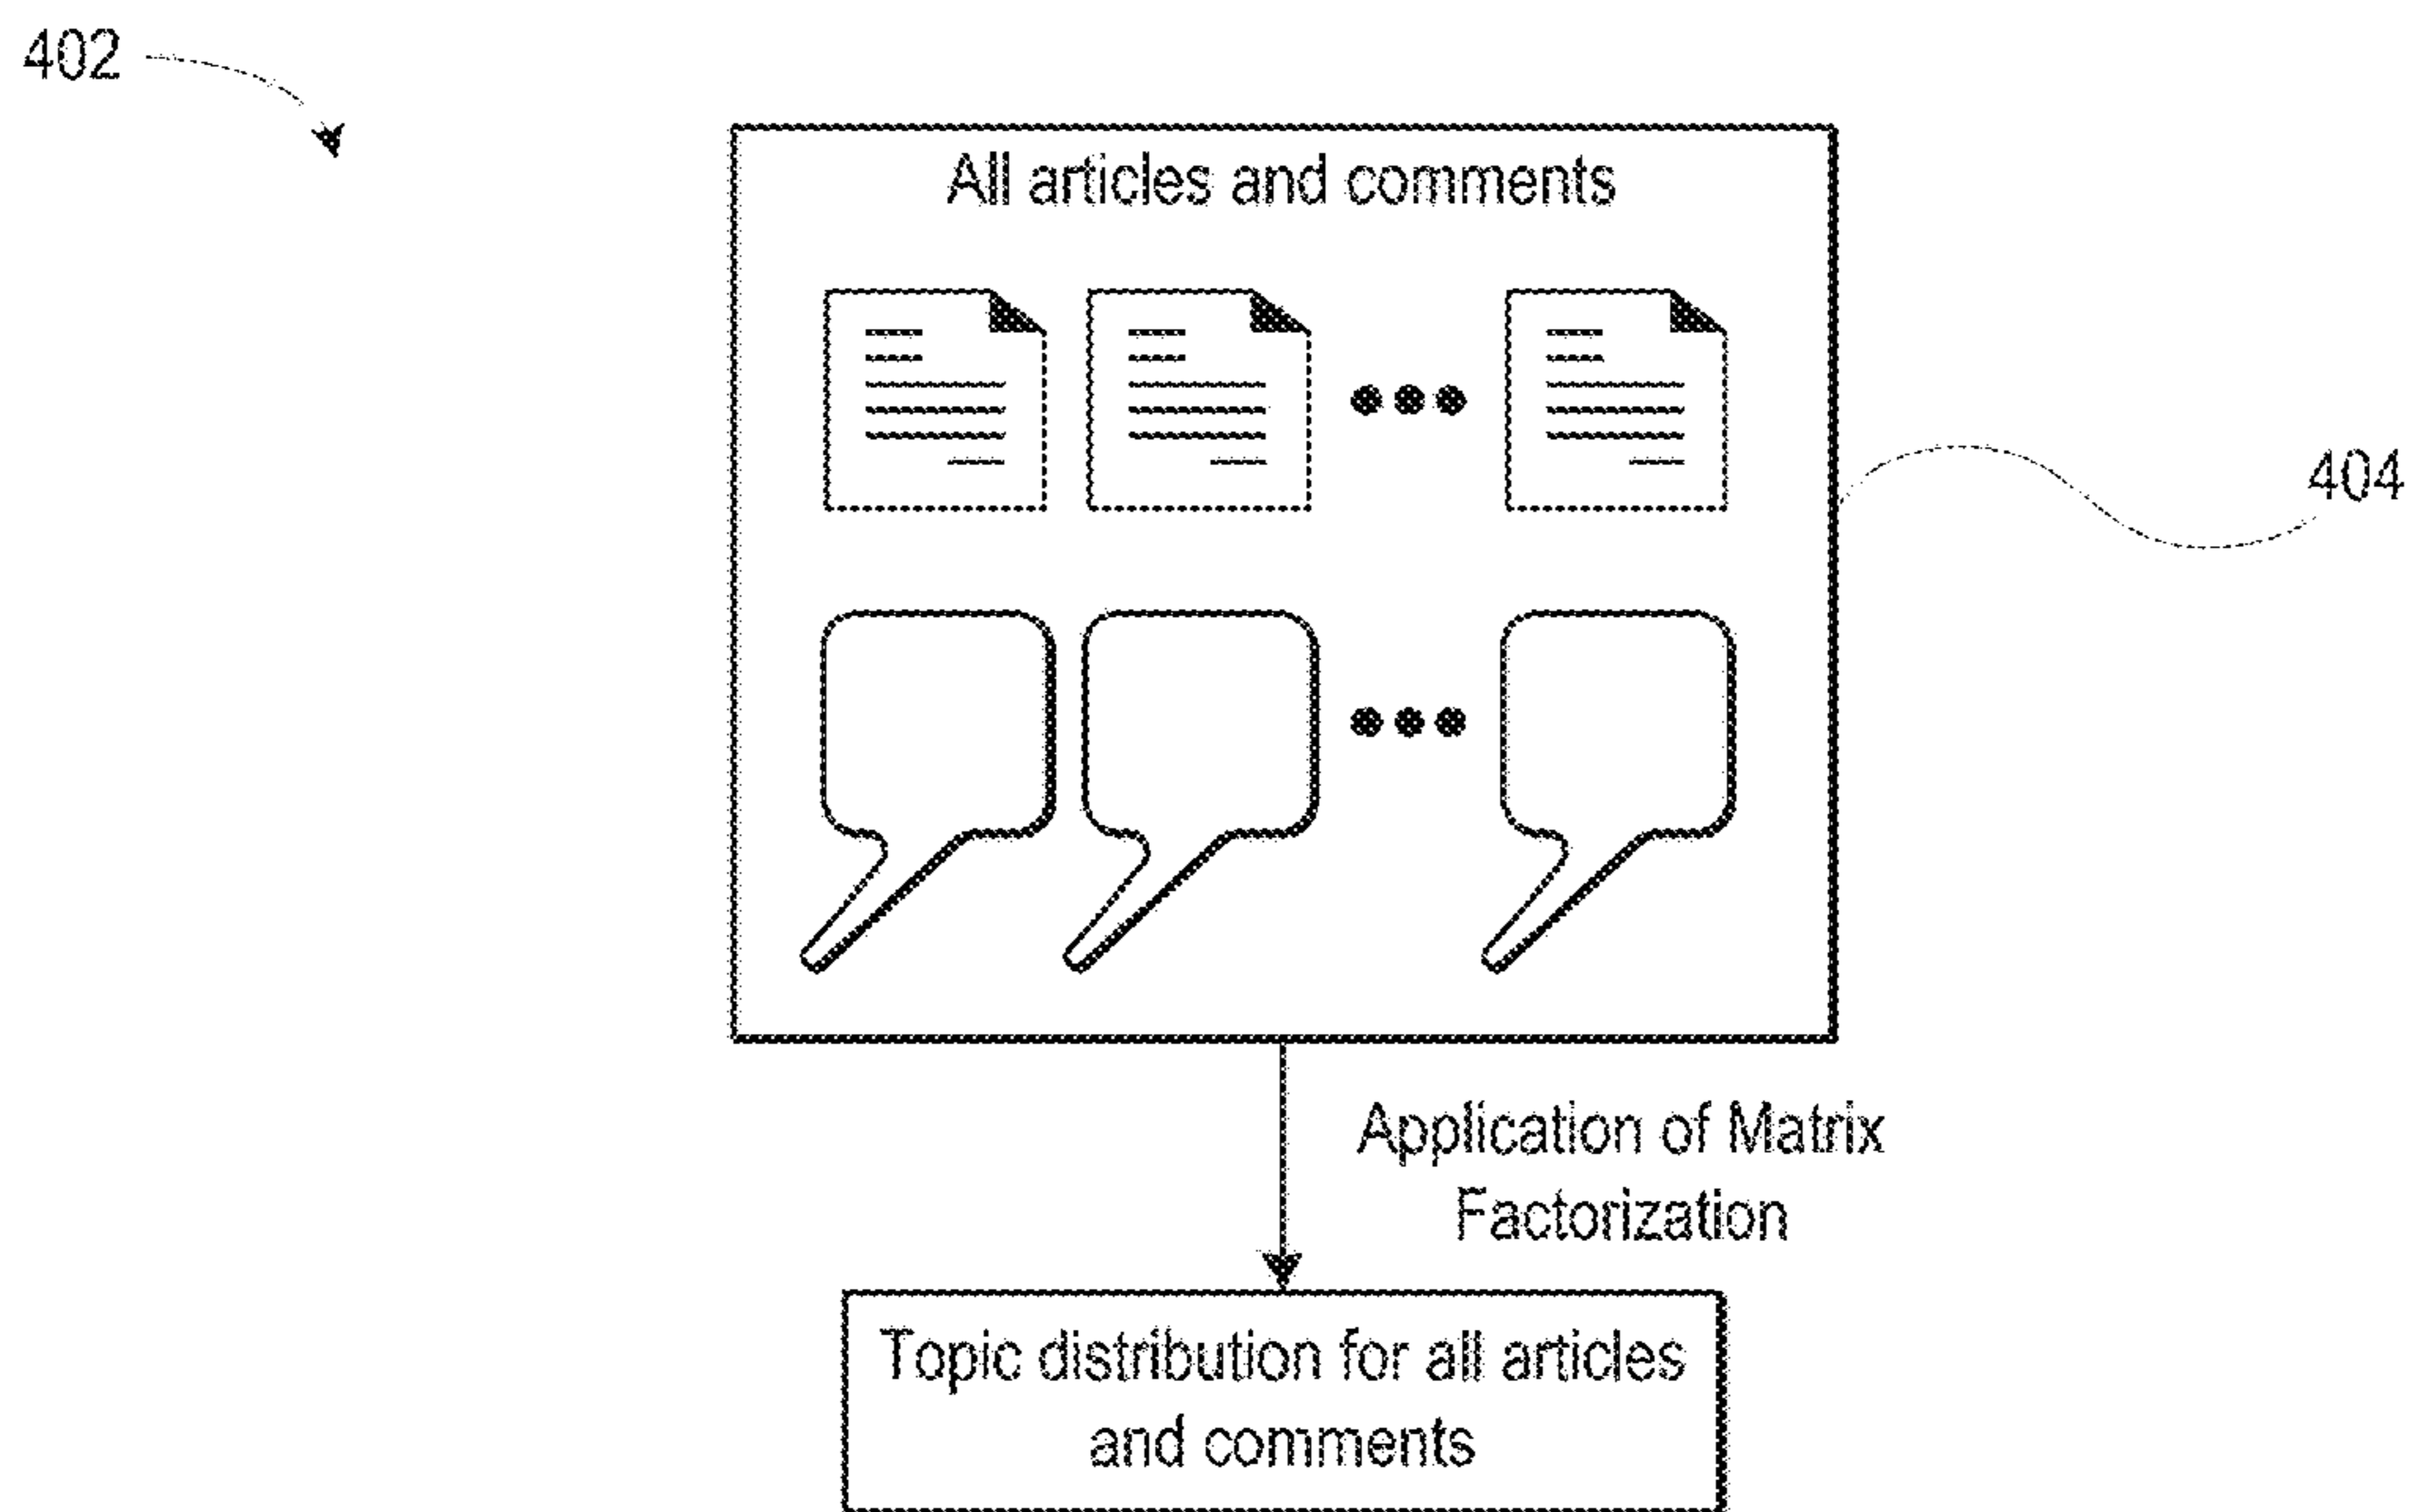 402
All articles and comments
404
Application of Matrix
Factorization
Topic distribution for all articles
and comments